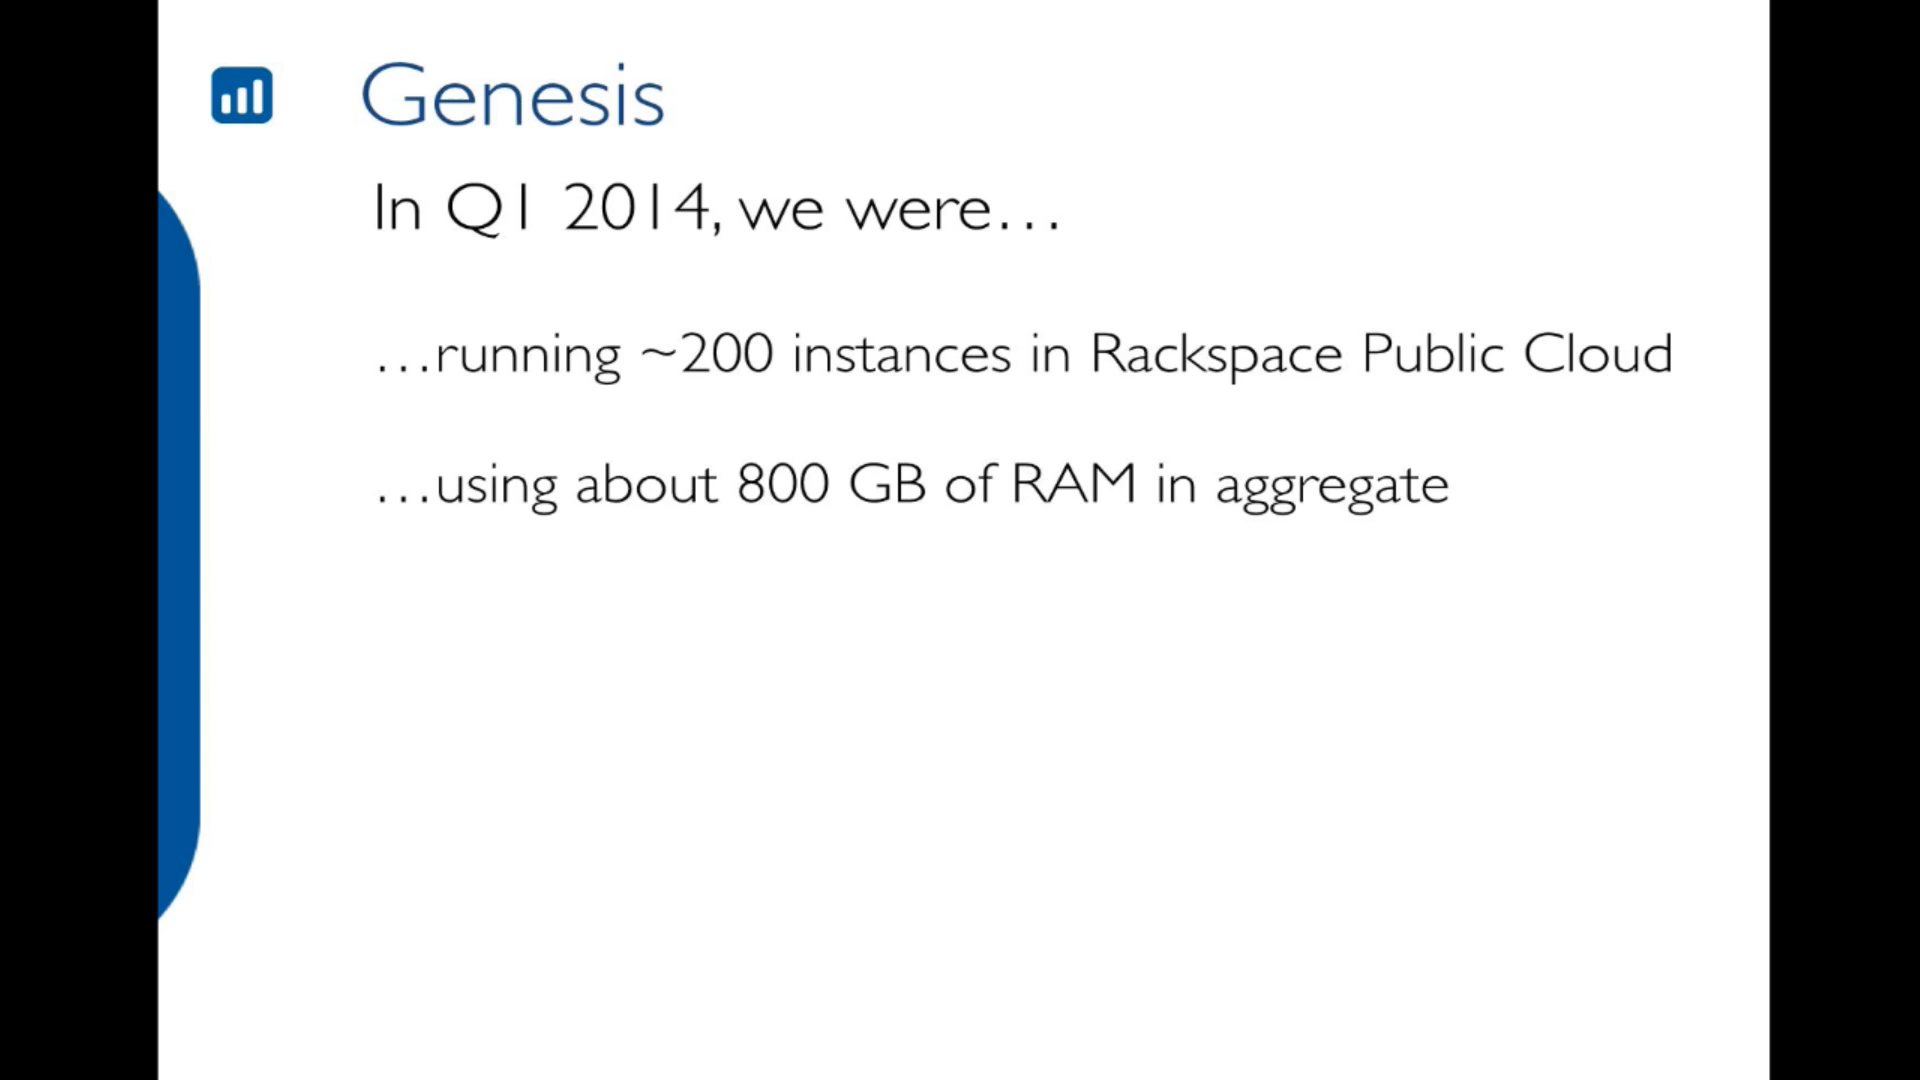 Genesis
In Q1 2014, we were…
…running ~200 instances in Rackspace Public Cloud
…using about 800 GB of RAM in aggregate